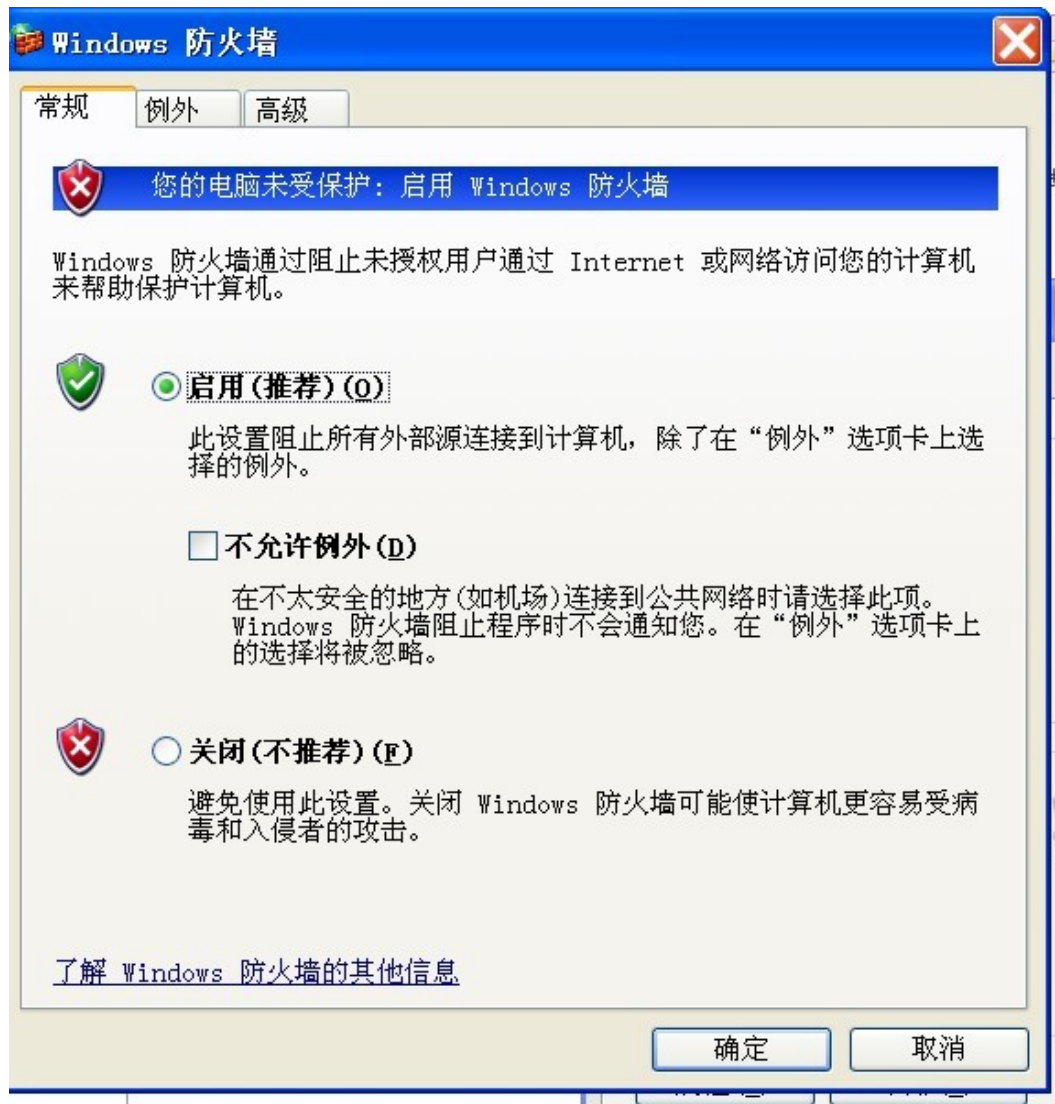 Windows 防火墙
常规 例外 高级
您的电脑未受保护: 启用 Windows 防火墙
Windows 防火墙通过阻止未授权用户通过 Internet 或网络访问您的计算机
来帮助保护计算机。
启用(推荐)(O)
此设置阻止所有外部源连接到计算机，除了在“例外”选项卡上选
择的例外。
不允许例外(D)
在不太安全的地方(如机场)连接到公共网络时请选择此项。
Windows 防火墙阻止程序时不会通知您。在“例外”选项卡上
的选择将被忽略。
关闭(不推荐)(F)
避免使用此设置。关闭 Windows 防火墙可能使计算机更容易受病
毒和入侵者的攻击。
了解 Windows 防火墙的其他信息
确定 取消